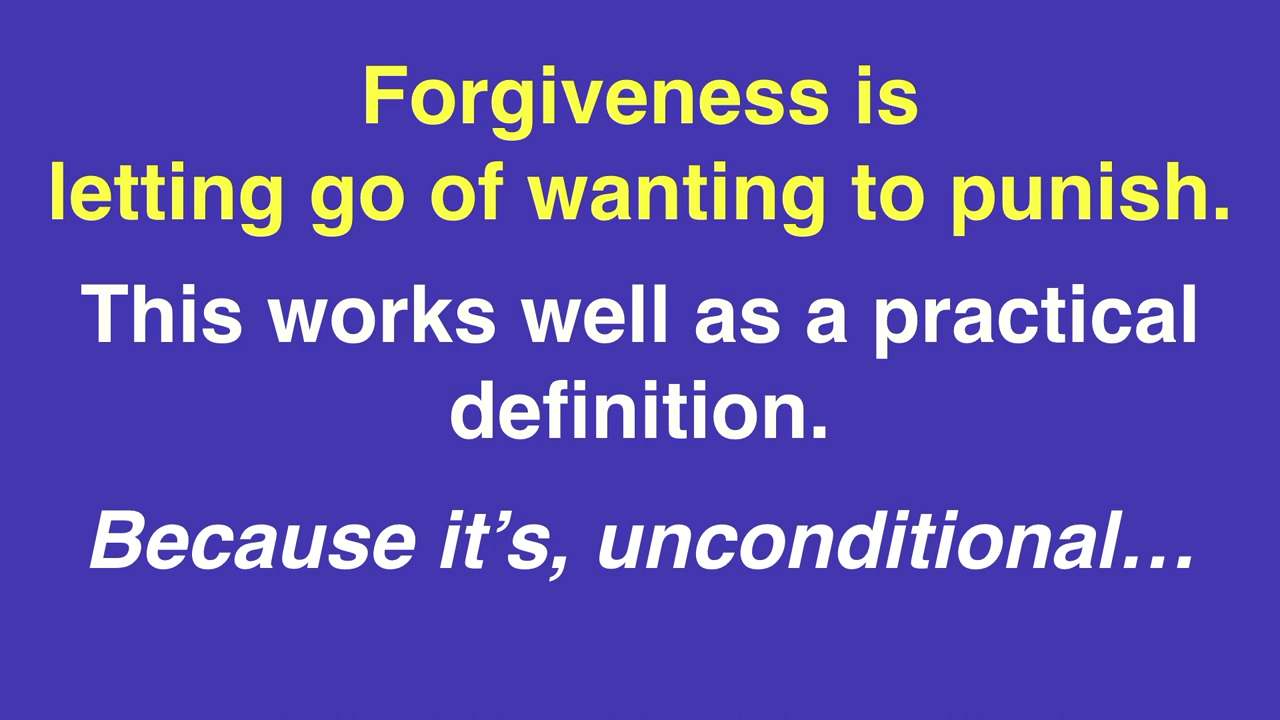 Forgiveness is
letting go of wanting to punish.
This works well as a practical
definition.
Because it’s, unconditional…